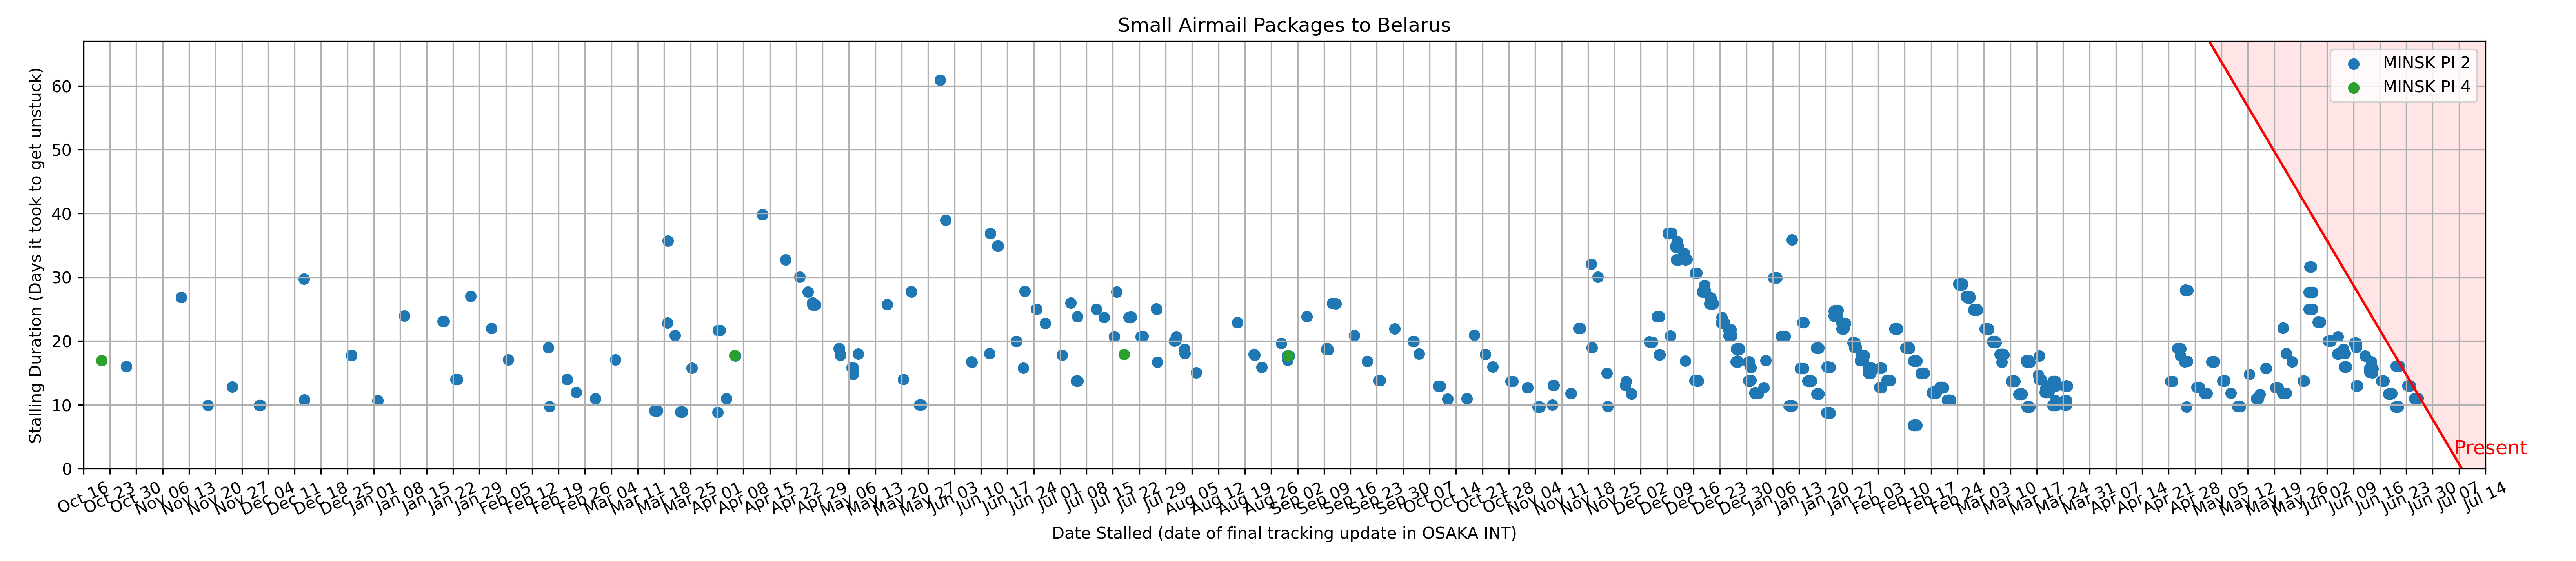 Small Airmail Packages to Belarus
MINSK PI 2
MINSK PI 4
Stalling Duration (Days it took to get unstuck)
60
50
40
30
20
10
0
Present
Oct 16
Oct 23
Oct 30
Nov 06
Nov 13
Nov 20
Nov 27
Dec 04
Dec 11
Dec 18
Dec 25
Jan 01
Jan 08
Jan 15
Jan 22
Jan 29
Feb 05
Feb 12
Feb 19
Feb 26
Mar 04
Mar 11
Mar 18
Mar 25
Apr 01
Apr 08
Apr 15
Apr 22
Apr 29
May 06
May 13
May 20
May 27
Jun 03
Jun 10
Jun 17
Jun 24
Jul 01
Jul 08
Jul 15
Jul 22
Jul 29
Aug 05
Aug 12
Aug 19
Aug 26
Sep 02
Sep 09
Sep 16
Sep 23
Sep 30
Oct 07
Oct 14
Oct 21
Oct 28
Nov 04
Nov 11
Nov 18
Nov 25
Dec 02
Dec 09
Dec 16
Dec 23
Dec 30
Jan 06
Jan 13
Jan 20
Jan 27
Feb 03
Feb 10
Feb 17
Feb 24
Mar 03
Mar 10
Mar 17
Mar 24
Mar 31
Apr 07
Apr 14
Apr 21
Apr 28
May 05
May 12
May 19
May 26
Jun 02
Jun 09
Jun 16
Jun 23
Jun 30
Jul 07
Jul 14
Date Stalled (date of final tracking update in OSAKA INT)